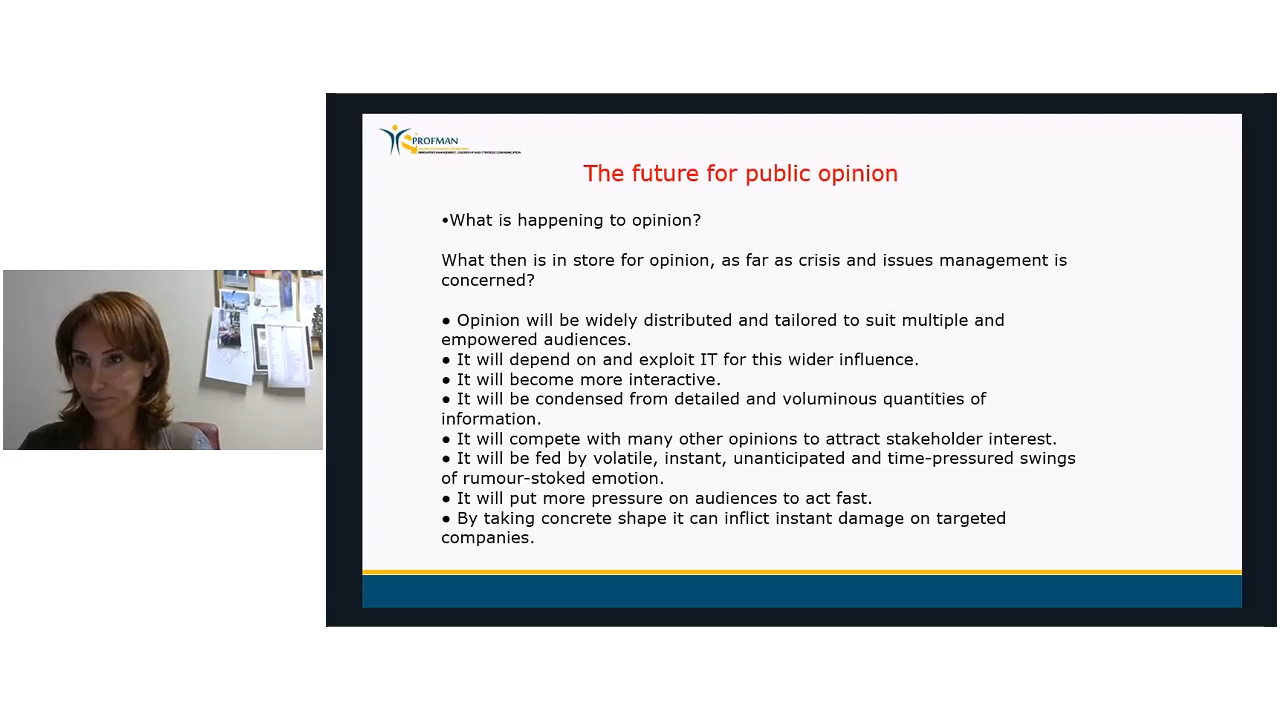 PROFMAN
INNOVATIVE MANAGEMENT, LEADERSHIP AND STRATEGIC COMMUNICATION
The future for public opinion
•What is happening to opinion?
What then is in store for opinion, as far as crisis and issues management is
concerned?
● Opinion will be widely distributed and tailored to suit multiple and
empowered audiences.
● It will depend on and exploit IT for this wider influence.
● It will become more interactive.
● It will be condensed from detailed and voluminous quantities of
information.
● It will compete with many other opinions to attract stakeholder interest.
● It will be fed by volatile, instant, unanticipated and time-pressured swings
of rumour-stoked emotion.
● It will put more pressure on audiences to act fast.
● By taking concrete shape it can inflict instant damage on targeted
companies.